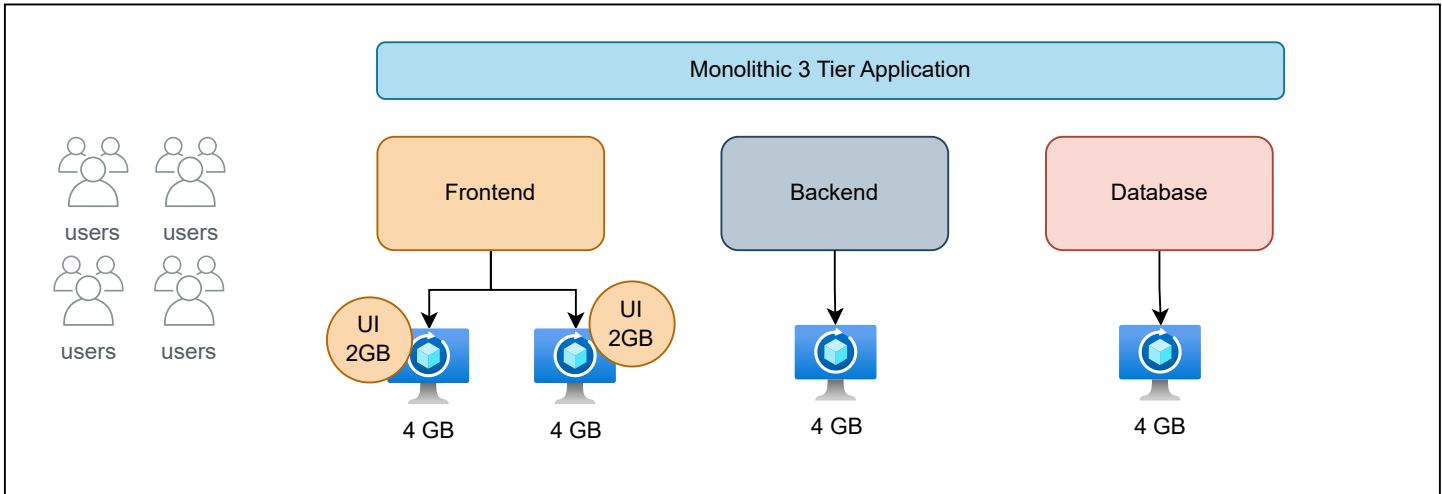 Monolithic 3 Tier Application
Frontend
Backend
Database
users
users
users
users
UI
2GB
UI
2GB
4 GB
4 GB
4 GB
4 GB